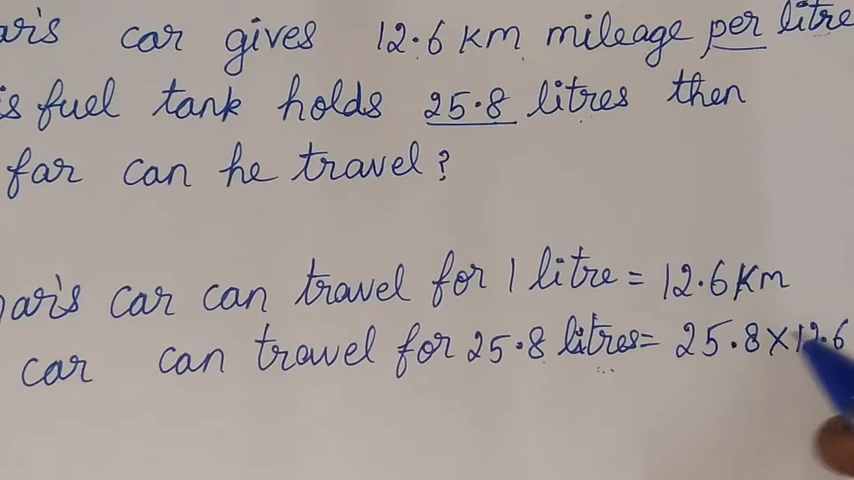 car gives 12.6 km mileage per litre
fuel tank holds 25.8 litres then
far can he travel?
car can travel for 1 litre = 12.6 km
car can travel for 25.8 litres = 25.8 × 12.6